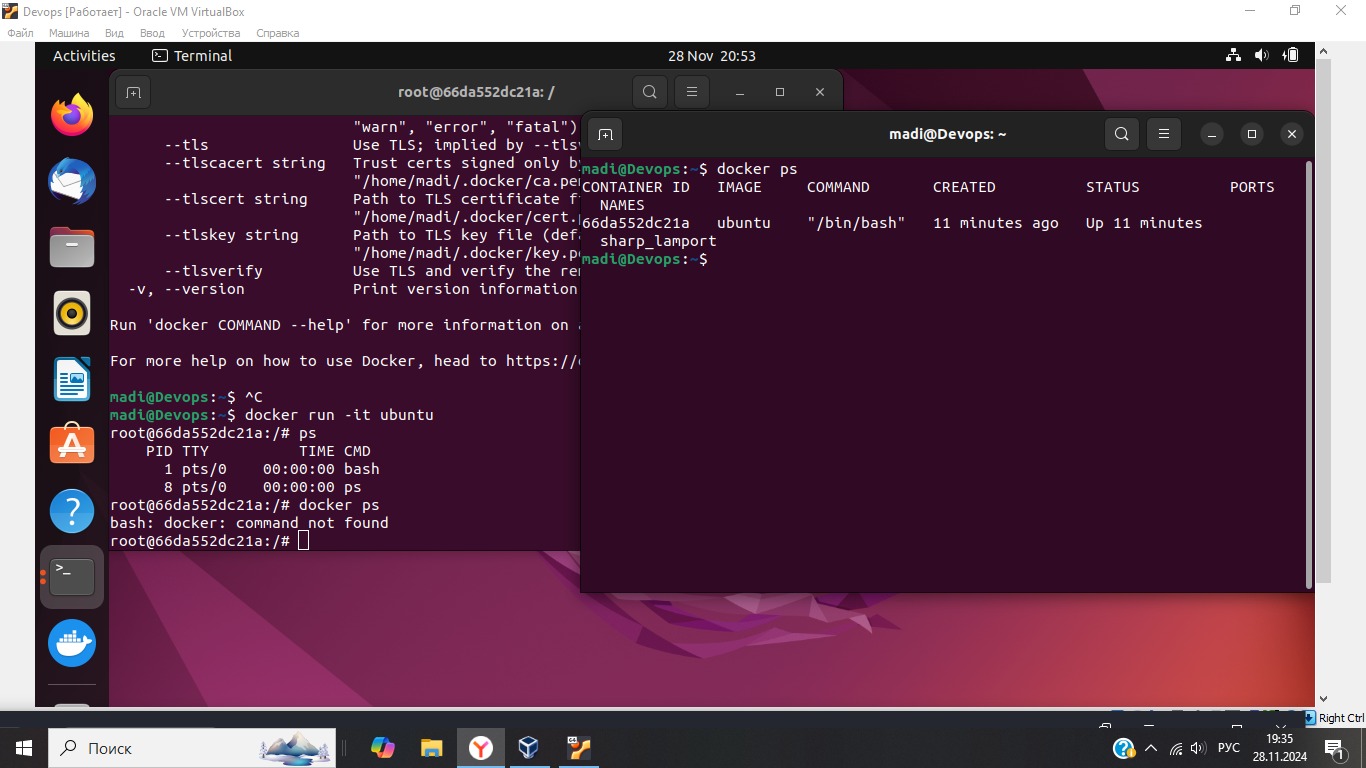 Devops [Работает] - Oracle VM VirtualBox
Файл Машина Вид Ввод Устройства Справка
Activities Terminal 28 Nov 20:53
root@66da552dc21a: /
"warn", "error", "fatal")
--tls Use TLS; implied by --tlsv
--tlscacert string Trust certs signed only by
"/home/madi/.docker/ca.pem
--tlscert string Path to TLS certificate f
"/home/madi/.docker/cert.p
--tlskey string Path to TLS key file (defa
"/home/madi/.docker/key.pe
--tlsverify Use TLS and verify the rem
-v, --version Print version information
Run 'docker COMMAND --help' for more information on a
For more help on how to use Docker, head to https://d
madi@Devops:~$ ^C
madi@Devops:~$ docker run -it ubuntu
root@66da552dc21a:/# ps
PID TTY TIME CMD
1 pts/0 00:00:00 bash
8 pts/0 00:00:00 ps
root@66da552dc21a:/# docker ps
bash: docker: command not found
root@66da552dc21a:/#
madi@Devops: ~
madi@Devops:~$ docker ps
CONTAINER ID IMAGE COMMAND CREATED STATUS PORTS
NAMES
66da552dc21a ubuntu "/bin/bash" 11 minutes ago Up 11 minutes
sharp_lamport
madi@Devops:~$
Right Ctrl
Поиск
РУС
19:35
28.11.2024
1